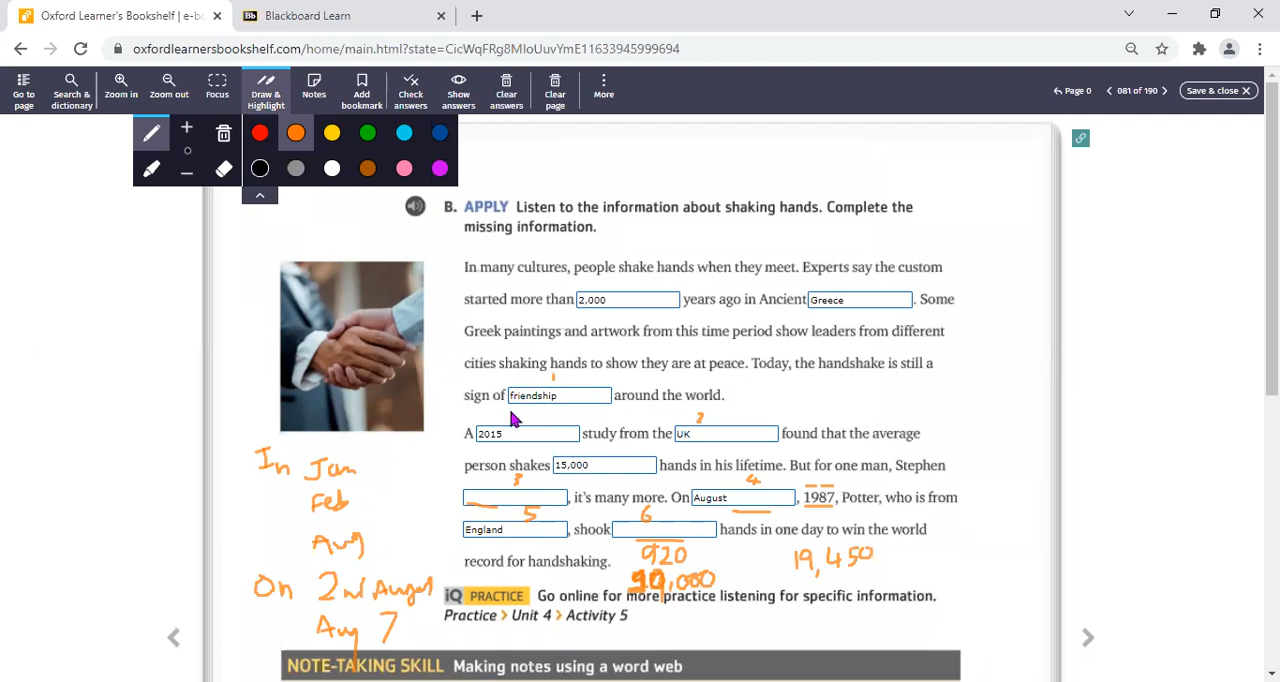 Oxford Learner's Bookshelf | e-bo
Blackboard Learn
oxfordlearnersbookshelf.com/home/main.html?state=CicWqFRg8MIoUuvYmE11633945999694
Go to page
Search & dictionary
Zoom in
Zoom out
Focus
Draw & Highlight
Notes
Add bookmark
Check answers
Show answers
Clear answers
Clear page
More
Page 0
081 of 190
Save & close
B. APPLY Listen to the information about shaking hands. Complete the
missing information.
In many cultures, people shake hands when they meet. Experts say the custom
started more than 2,000 years ago in Ancient Greece. Some
Greek paintings and artwork from this time period show leaders from different
cities shaking hands to show they are at peace. Today, the handshake is still a
1
sign of friendship around the world.
2
A 2015 study from the UK found that the average
person shakes 15,000 hands in his lifetime. But for one man, Stephen
3 4
, it's many more. On August, 1987, Potter, who is from
5 6
England, shook hands in one day to win the world
record for handshaking.
920
19,450
In Jan
Feb
Aug
On 2nd August
Aug 7
iQ PRACTICE Go online for more practice listening for specific information.
Practice > Unit 4 > Activity 5
NOTE-TAKING SKILL Making notes using a word web